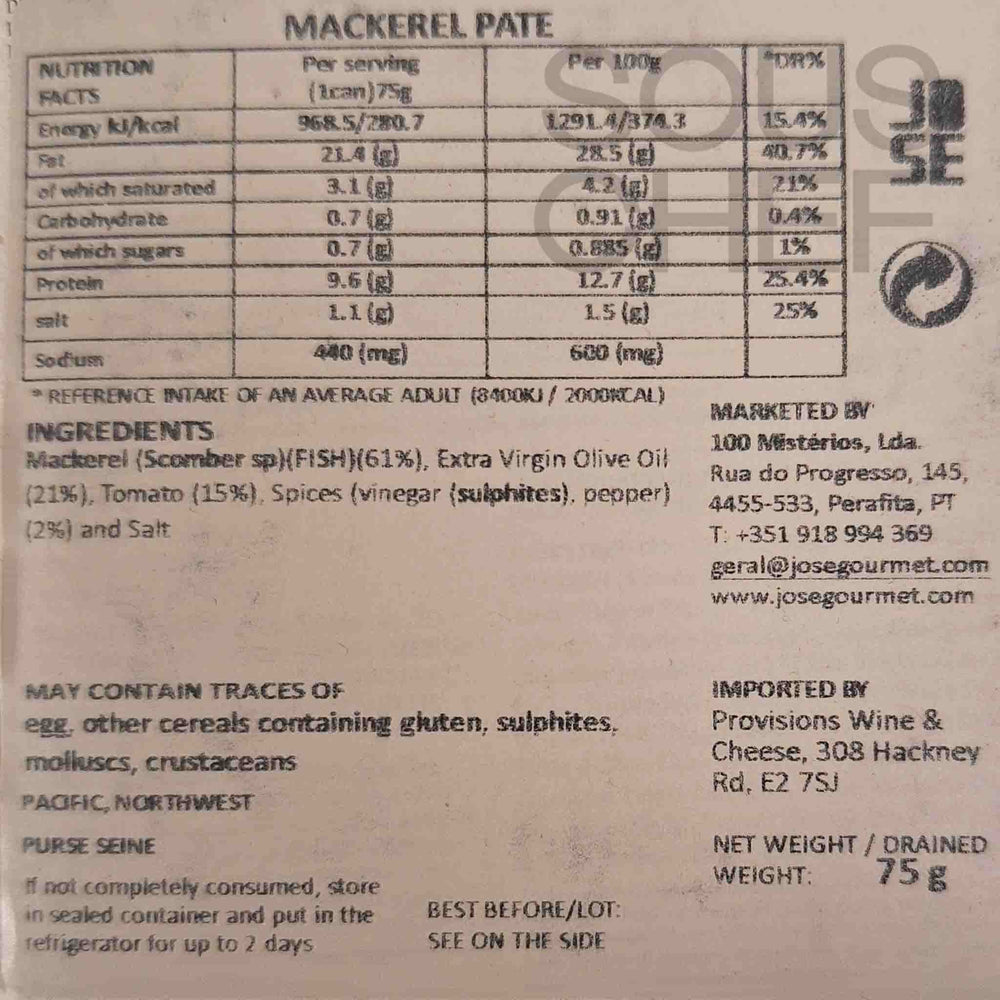 MACKEREL PATE
NUTRITION FACTS Per serving (1can)75g Per 100g *DR%
Energy kJ/kcal 968.5/280.7 1291.4/374.3 15.4%
Fat 21.4 (g) 28.5 (g) 40.7%
of which saturated 3.1 (g) 4.2 (g) 21%
Carbohydrate 0.7 (g) 0.91 (g) 0.4%
of which sugars 0.7 (g) 0.885 (g) 1%
Protein 9.6 (g) 12.7 (g) 25.4%
salt 1.1 (g) 1.5 (g) 25%
Sodium 440 (mg) 600 (mg)
* REFERENCE INTAKE OF AN AVERAGE ADULT (8400KJ / 2000KCAL)
SOUS
CHEF
JO
SE
INGREDIENTS
Mackerel (Scomber sp)(FISH)(61%), Extra Virgin Olive Oil
(21%), Tomato (15%), Spices (vinegar (sulphites), pepper)
(2%) and Salt
MARKETED BY
100 Mistérios, Lda.
Rua do Progresso, 145,
4455-533, Perafita, PT
T: +351 918 994 369
geral@josegourmet.com
www.josegourmet.com
MAY CONTAIN TRACES OF
egg, other cereals containing gluten, sulphites,
molluscs, crustaceans
PACIFIC, NORTHWEST
PURSE SEINE
If not completely consumed, store
in sealed container and put in the
refrigerator for up to 2 days
BEST BEFORE/LOT:
SEE ON THE SIDE
IMPORTED BY
Provisions Wine &
Cheese, 308 Hackney
Rd, E2 7SJ
NET WEIGHT / DRAINED
WEIGHT: 75 g